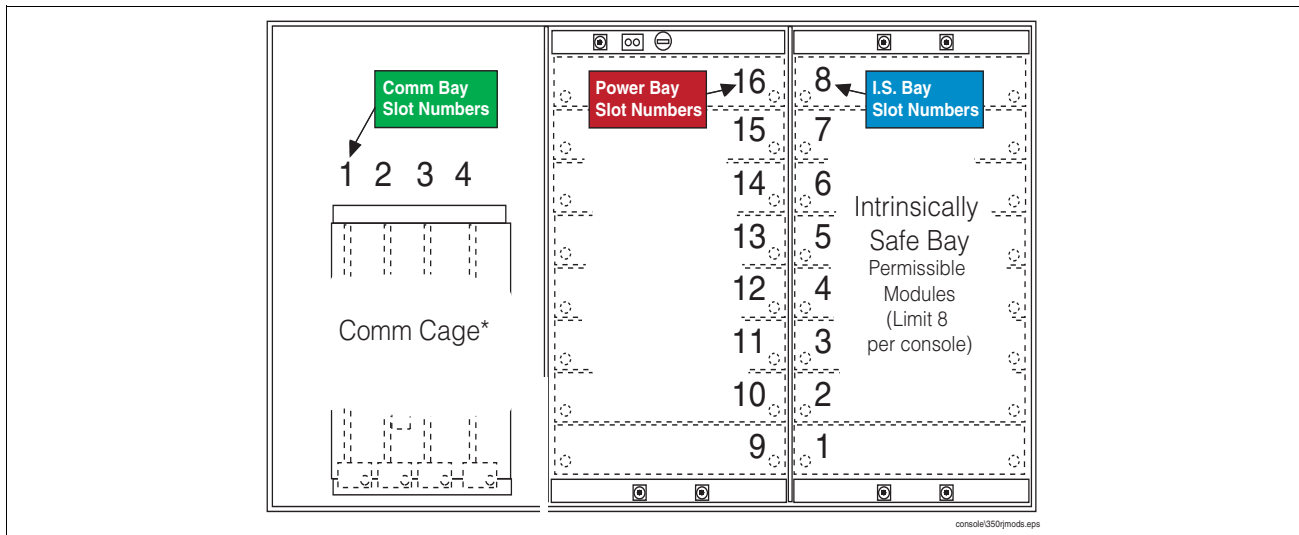 Comm Bay
Slot Numbers
1 2 3 4
Comm Cage*
Power Bay
Slot Numbers
16
15
14
13
12
11
10
9
I.S. Bay
Slot Numbers
8
7
6
5
4
3
2
1
Intrinsically
Safe Bay
Permissible
Modules
(Limit 8
per console)
console\350rjmods.eps